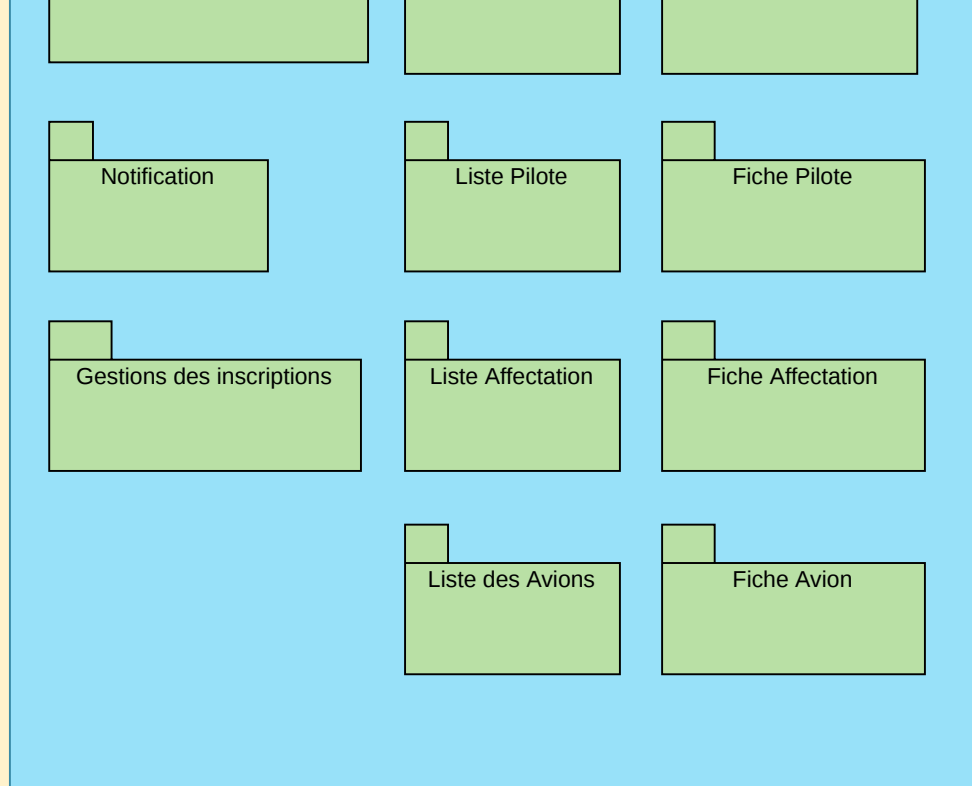 Notification
Liste Pilote
Fiche Pilote
Gestions des inscriptions
Liste Affectation
Fiche Affectation
Liste des Avions
Fiche Avion